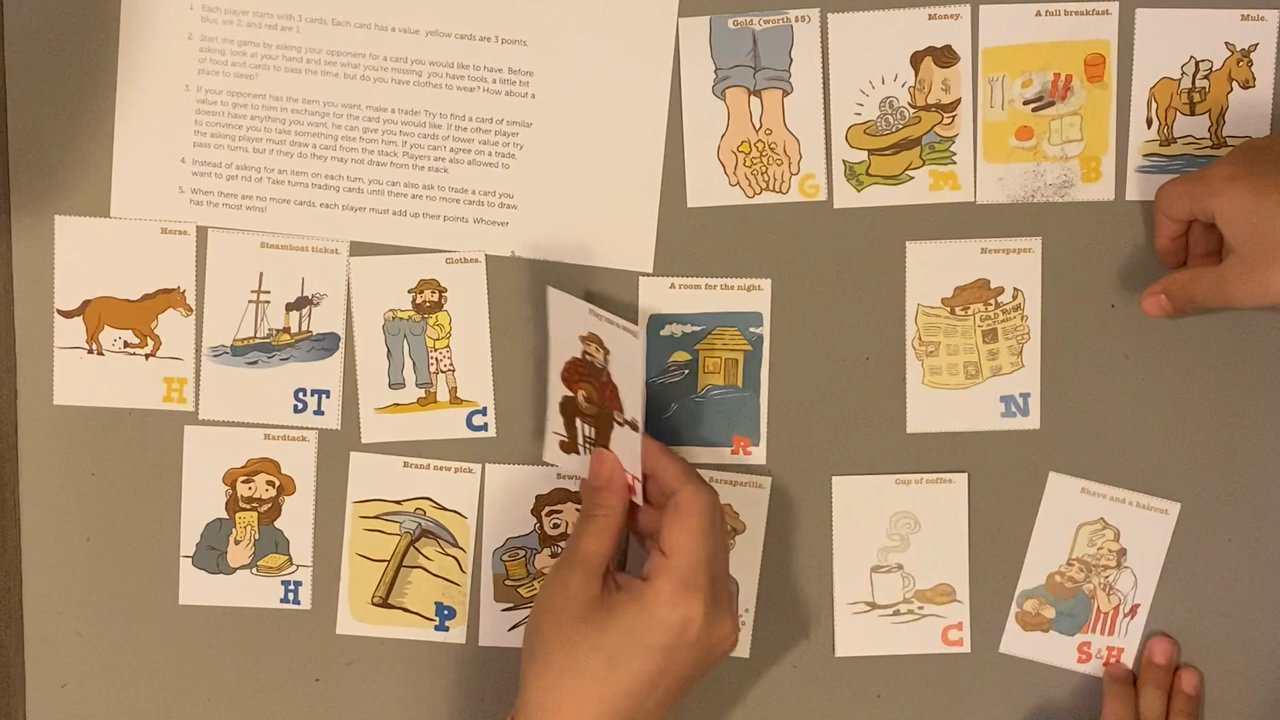 1 Each player starts with 3 cards. Each card has a value. yellow cards are 3 points,
blue are 2, and red are 1.
2. Start the game by asking your opponent for a card you would like to have. Before
asking, look at your hand and see what you're missing you have tools, a little bit
of food and cards to pass the time, but do you have clothes to wear? How about a
place to sleep?
3. If your opponent has the item you want, make a trade! Try to find a card of similar
value to give to him in exchange for the card you would like. If the other player
doesn't have anything you want, he can give you two cards of lower value or try
to convince you to take something else from him. If you can't agree on a trade,
the asking player must draw a card from the stack. Players are also allowed to
pass on turns, but if they do they may not draw from the stack.
4. Instead of asking for an item on each turn, you can also ask to trade a card you
want to get rid of. Take turns trading cards until there are no more cards to draw.
5. When there are no more cards, each player must add up their points. Whoever
has the most wins!
Gold. (worth $5)
G
Money.
M
A full breakfast.
B
Mule.
Horse.
H
Steamboat ticket.
ST
Clothes.
C
A room for the night.
R
Newspaper.
GOLD RUSH
N
Hardtack.
H
Brand new pick.
P
Sarsaparilla.
Cup of coffee.
C
Shave and a haircut.
S&H